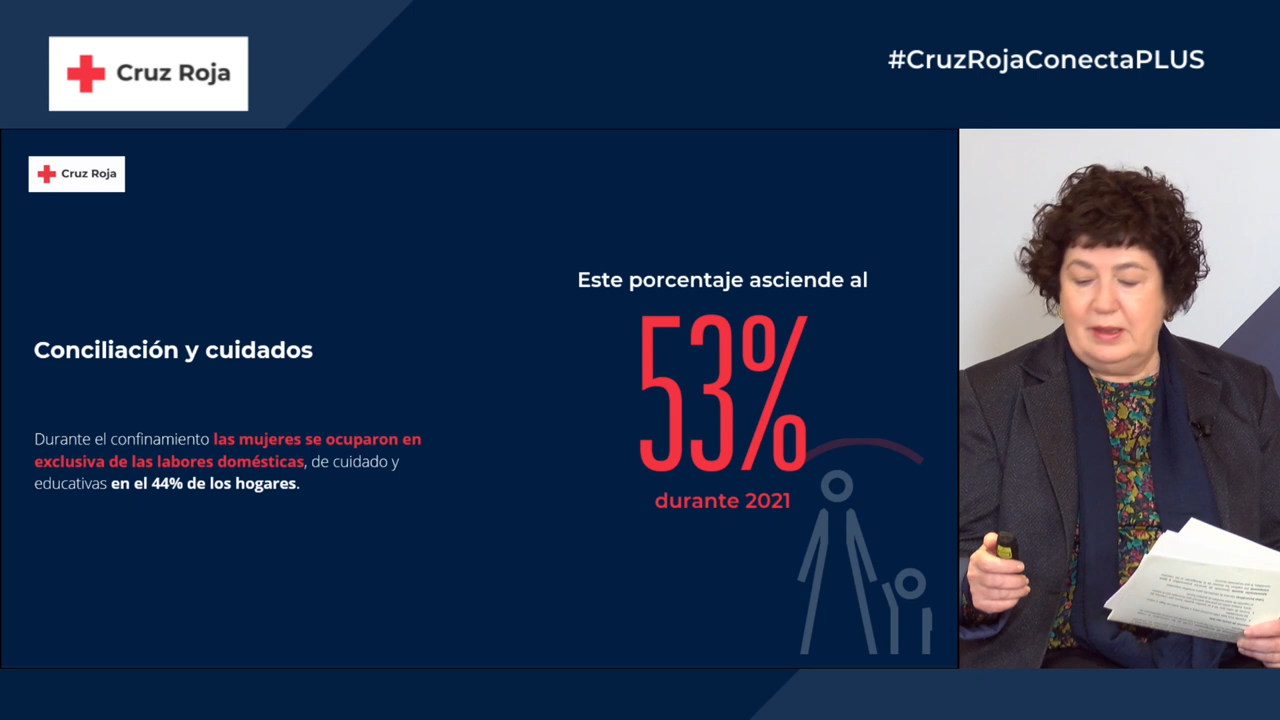 Cruz Roja
#CruzRojaConectaPLUS
Cruz Roja
Conciliación y cuidados
Durante el confinamiento las mujeres se ocuparon en
exclusiva de las labores domésticas, de cuidado y
educativas en el 44% de los hogares.
Este porcentaje asciende al
53%
durante 2021